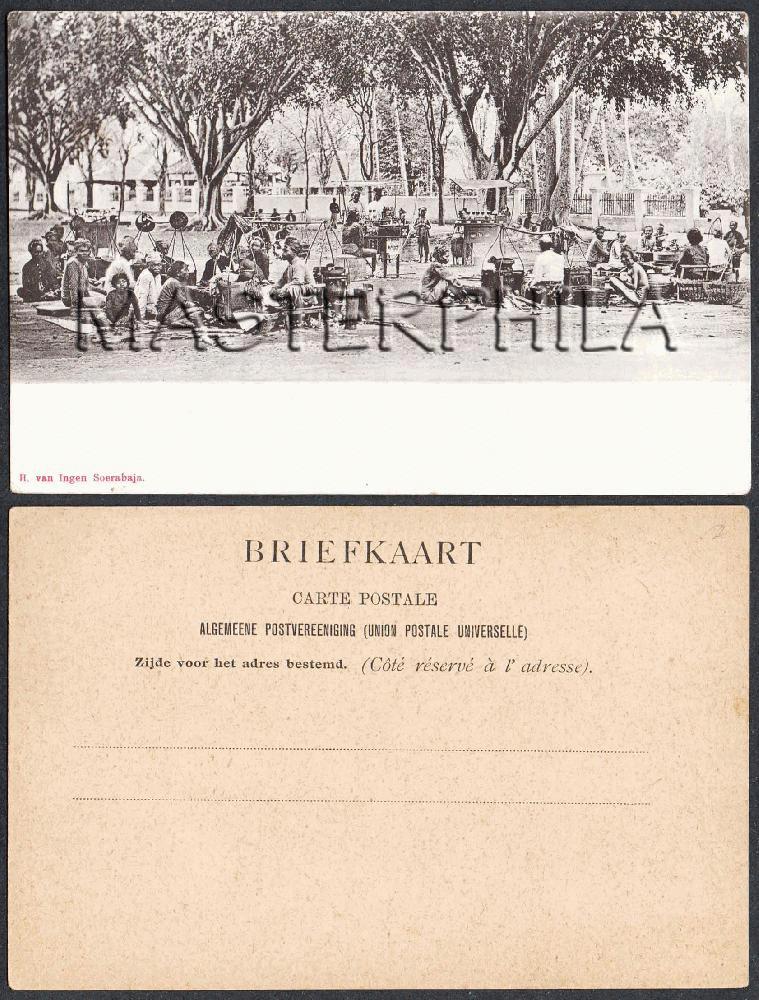 MASTERPHILA
H. van Ingen Soerabaja.
BRIEFKAART
CARTE POSTALE
ALGEMEENE POSTVEREENIGING (UNION POSTALE UNIVERSELLE)
Zijde voor het adres bestemd. (Côté réservé à l' adresse).
2